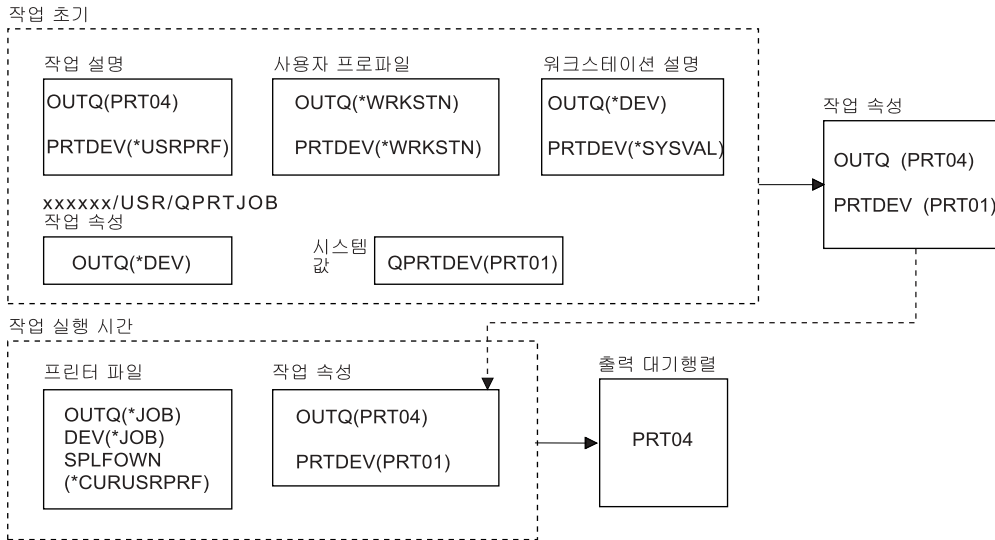 작업 초기
작업 설명
OUTQ(PRT04)
PRTDEV(*USRPRF)
사용자 프로파일
OUTQ(*WRKSTN)
PRTDEV(*WRKSTN)
워크스테이션 설명
OUTQ(*DEV)
PRTDEV(*SYSVAL)
작업 속성
OUTQ (PRT04)
PRTDEV (PRT01)
xxxxxx/USR/QPRTJOB
작업 속성
OUTQ(*DEV)
시스템
값
QPRTDEV(PRT01)
작업 실행 시간
프린터 파일
OUTQ(*JOB)
DEV(*JOB)
SPLFOWN
(*CURUSRPRF)
작업 속성
OUTQ(PRT04)
PRTDEV(PRT01)
출력 대기행렬
PRT04